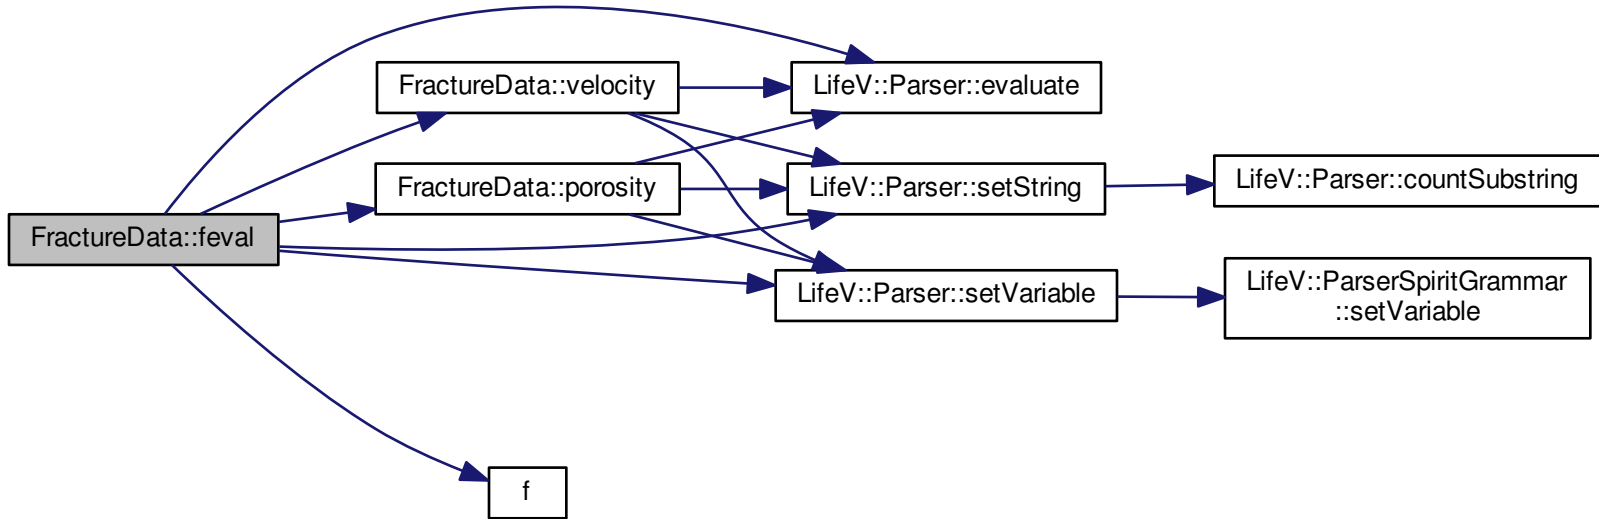 FractureData::velocity
LifeV::Parser::evaluate
FractureData::porosity
LifeV::Parser::setString
LifeV::Parser::countSubstring
FractureData::feval
LifeV::Parser::setVariable
LifeV::ParserSpiritGrammar
::setVariable
f